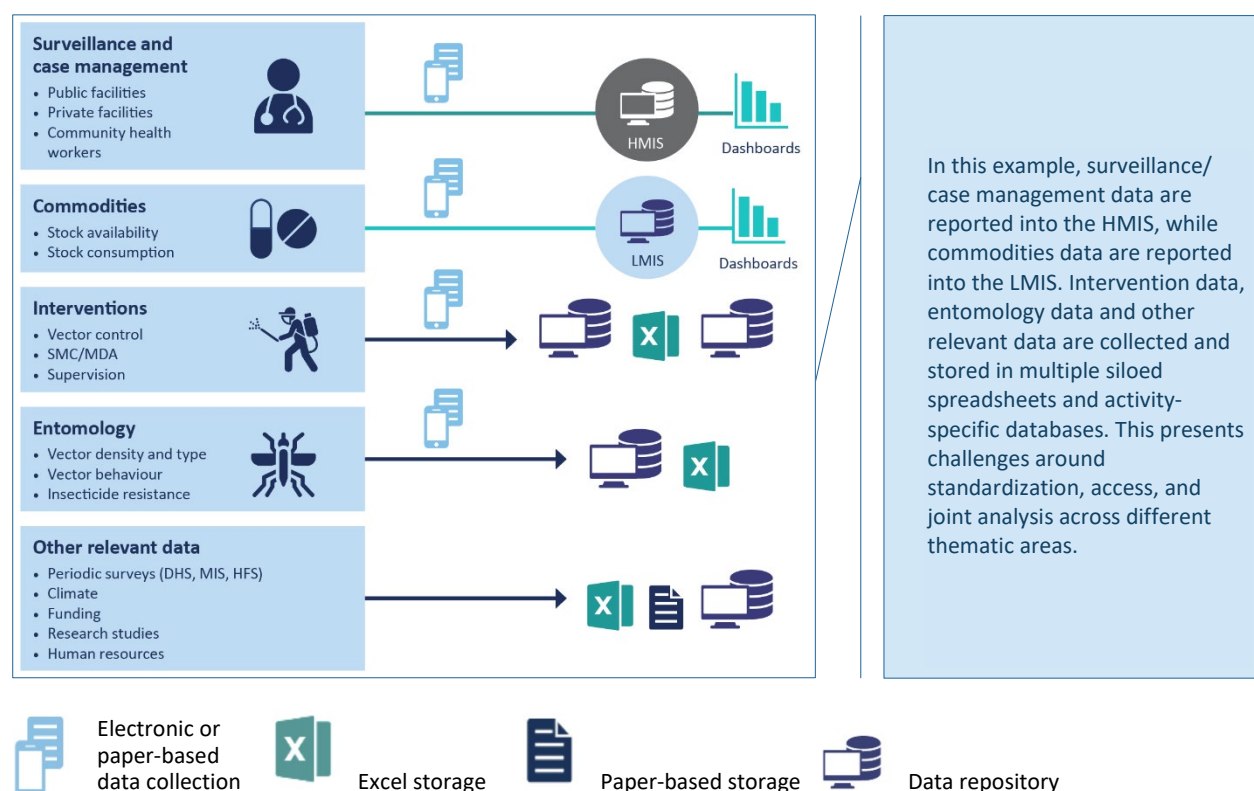 Surveillance and
case management
• Public facilities
• Private facilities
• Community health
workers
HMIS
Dashboards
Commodities
• Stock availability
• Stock consumption
LMIS
Dashboards
Interventions
• Vector control
• SMC/MDA
• Supervision
X
Entomology
• Vector density and type
• Vector behaviour
• Insecticide resistance
X
Other relevant data
• Periodic surveys (DHS, MIS, HFS)
• Climate
• Funding
• Research studies
• Human resources
X
In this example, surveillance/
case management data are
reported into the HMIS, while
commodities data are reported
into the LMIS. Intervention data,
entomology data and other
relevant data are collected and
stored in multiple siloed
spreadsheets and activity-
specific databases. This presents
challenges around
standardization, access, and
joint analysis across different
thematic areas.
Electronic or
paper-based
data collection
X
Excel storage
Paper-based storage
Data repository